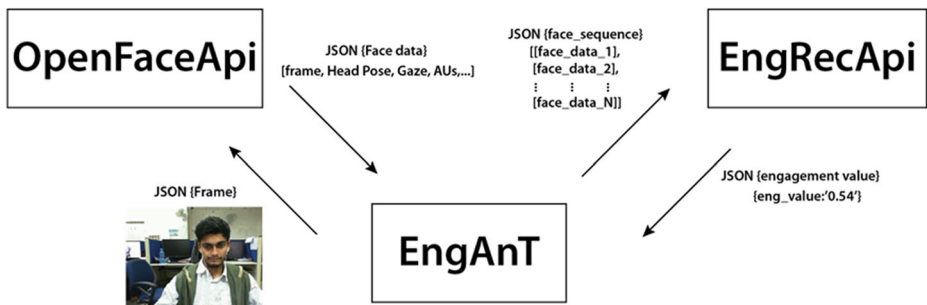 OpenFaceApi
JSON {Face data}
[frame, Head Pose, Gaze, AUs,...]
JSON {face_sequence}
[[face_data_1],
[face_data_2],
⋮ ⋮ ⋮
[face_data_N]]
EngRecApi
JSON {Frame}
EngAnT
JSON {engagement value}
{eng_value:'0.54'}